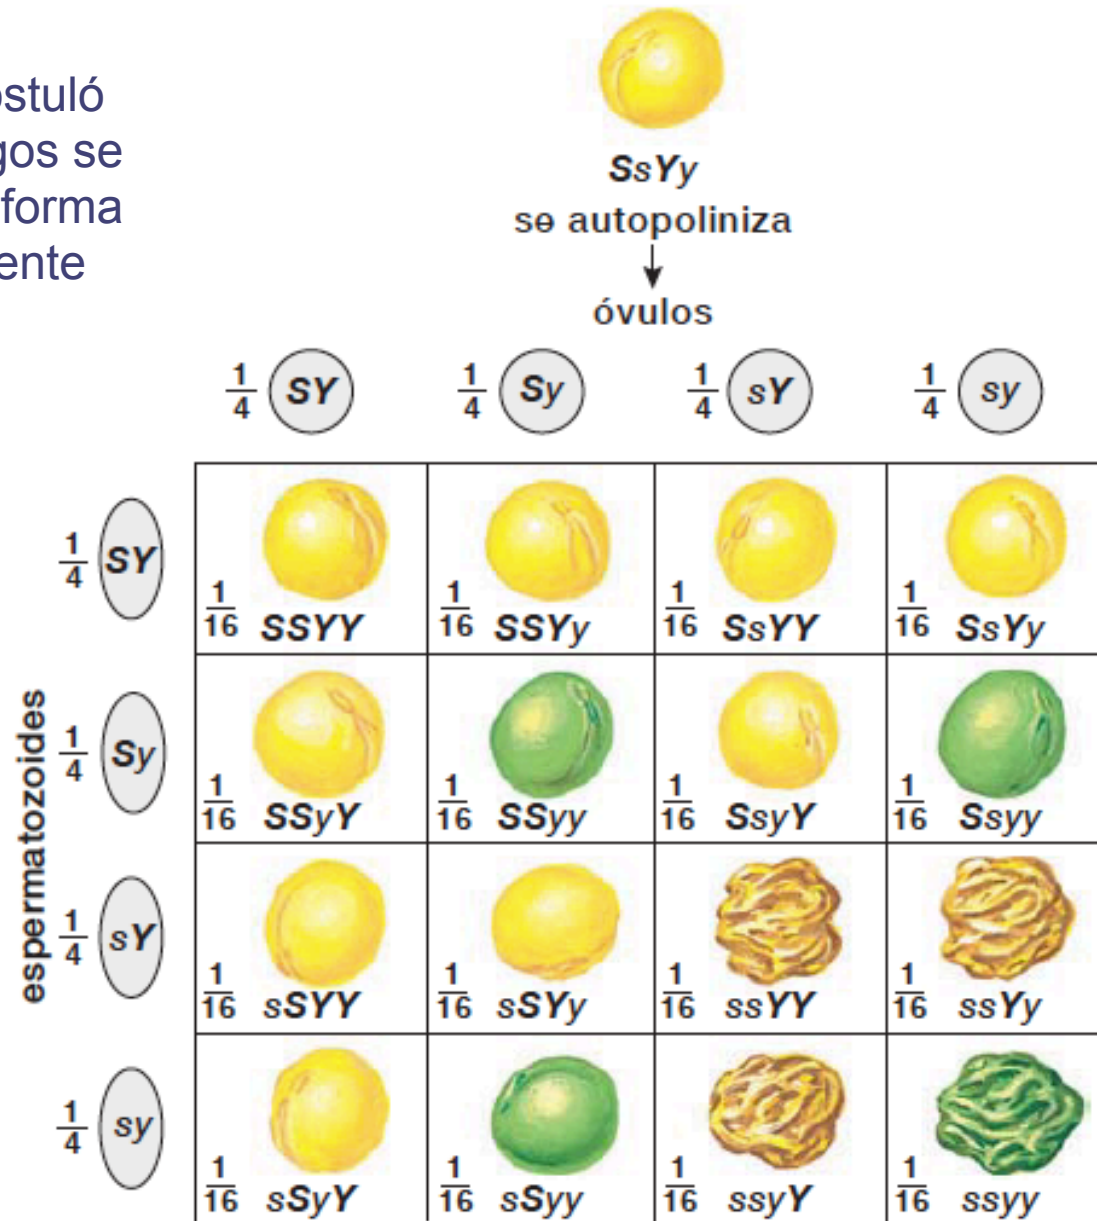 SsYy
se autopoliniza
óvulos
1/4 SY 1/4 Sy 1/4 sY 1/4 sy
espermatozoides
1/4 SY
1/16 SSYY 1/16 SSYy 1/16 SsYY 1/16 SsYy
1/4 Sy
1/16 SSyY 1/16 SSyy 1/16 SsyY 1/16 Ssyy
1/4 sY
1/16 sSYY 1/16 sSYy 1/16 ssYY 1/16 ssYy
1/4 sy
1/16 sSyY 1/16 sSyy 1/16 ssyY 1/16 ssyy
se
forma